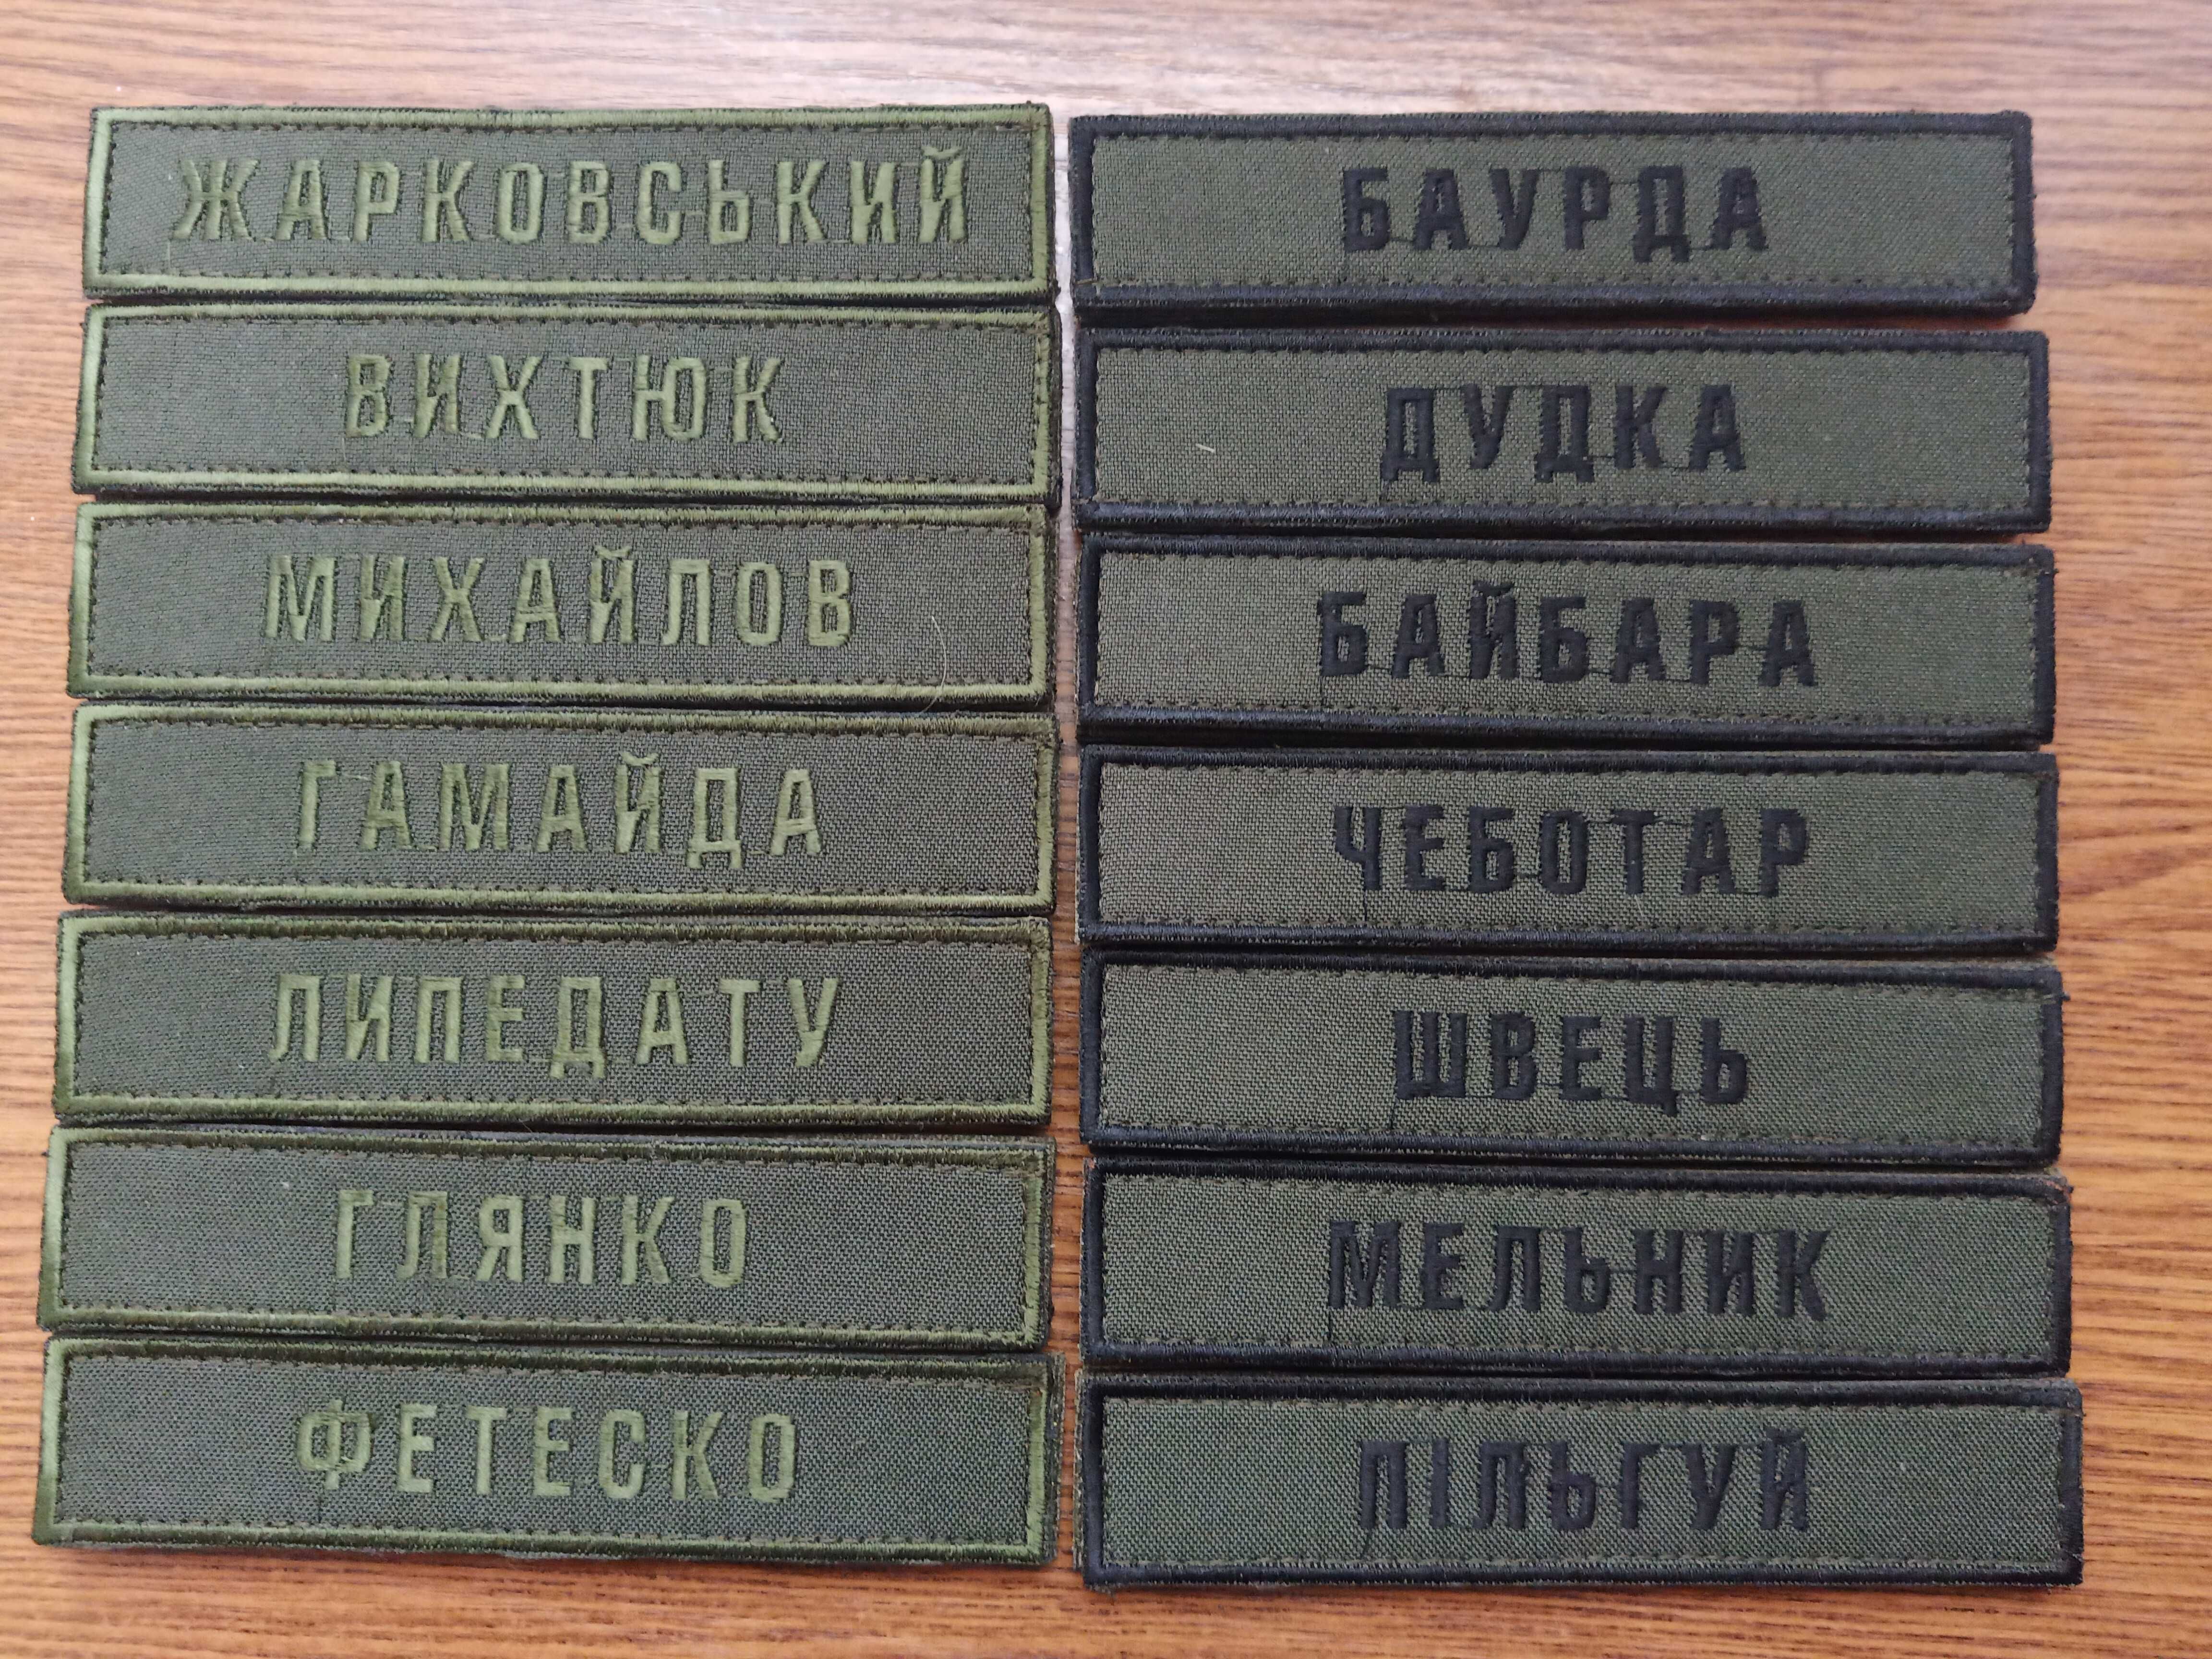 ЖАРКОВСЬКИЙ
ВИХТЮК
МИХАЙЛОВ
ГАМАЙДА
ЛИПЕДАТУ
ГЛЯНКО
ФЕТЕСКО
БАУРДА
ДУДКА
БАЙБАРА
ЧЕБОТАР
ШВЕЦЬ
МЕЛЬНИК
ПІЛЬГУЙ